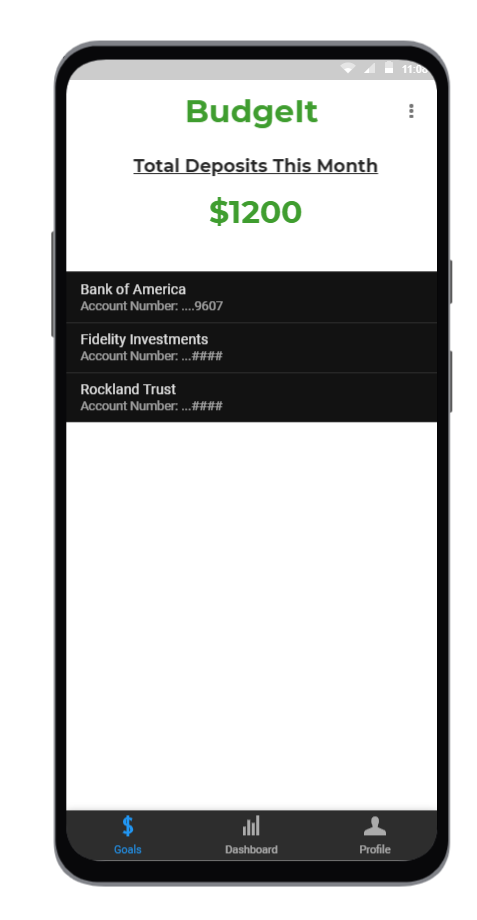 11:08
BudgeIt
Total Deposits This Month
$1200
Bank of America
Account Number: ....9607
Fidelity Investments
Account Number: ...####
Rockland Trust
Account Number: ...####
Goals
Dashboard
Profile